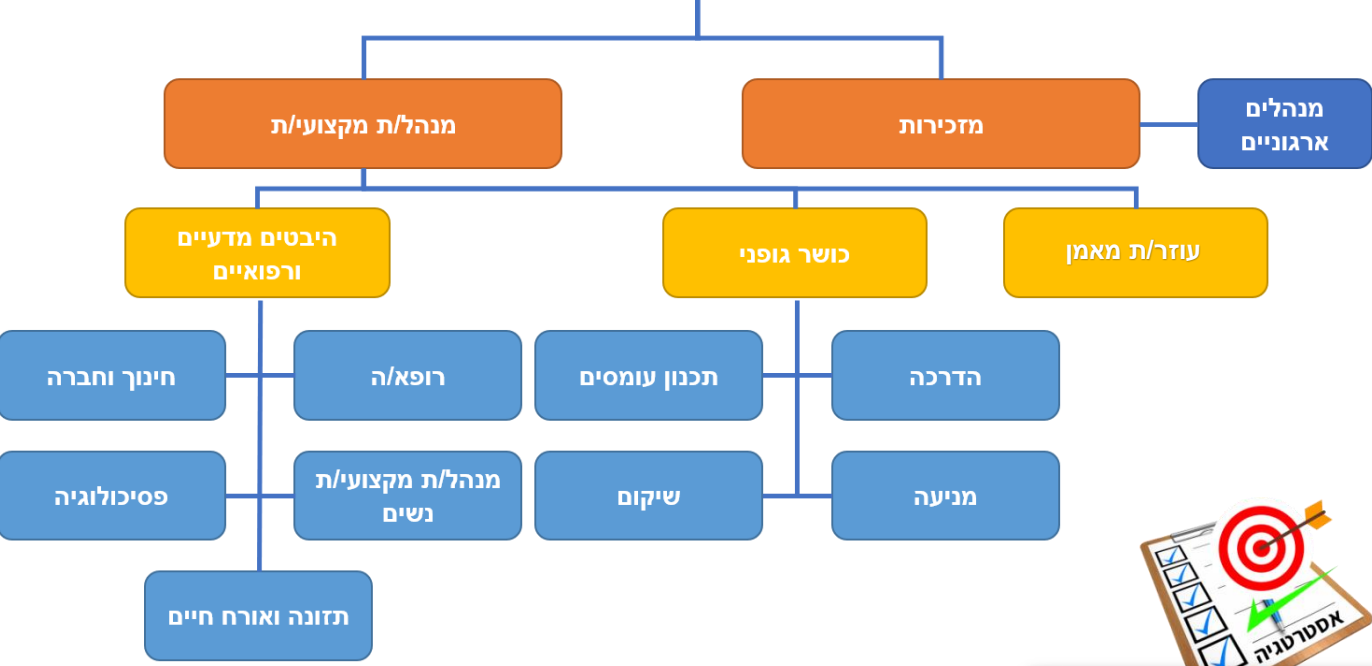 מנהלים
ארגוניים
מזכירות
מנהל/ת מקצועי/ת
עוזר/ת מאמן
כושר גופני
היבטים מדעיים
ורפואיים
הדרכה
תכנון עומסים
רופא/ה
חינוך וחברה
מניעה
שיקום
מנהל/ת מקצועי/ת
נשים
פסיכולוגיה
תזונה ואורח חיים
אסטרטגיה